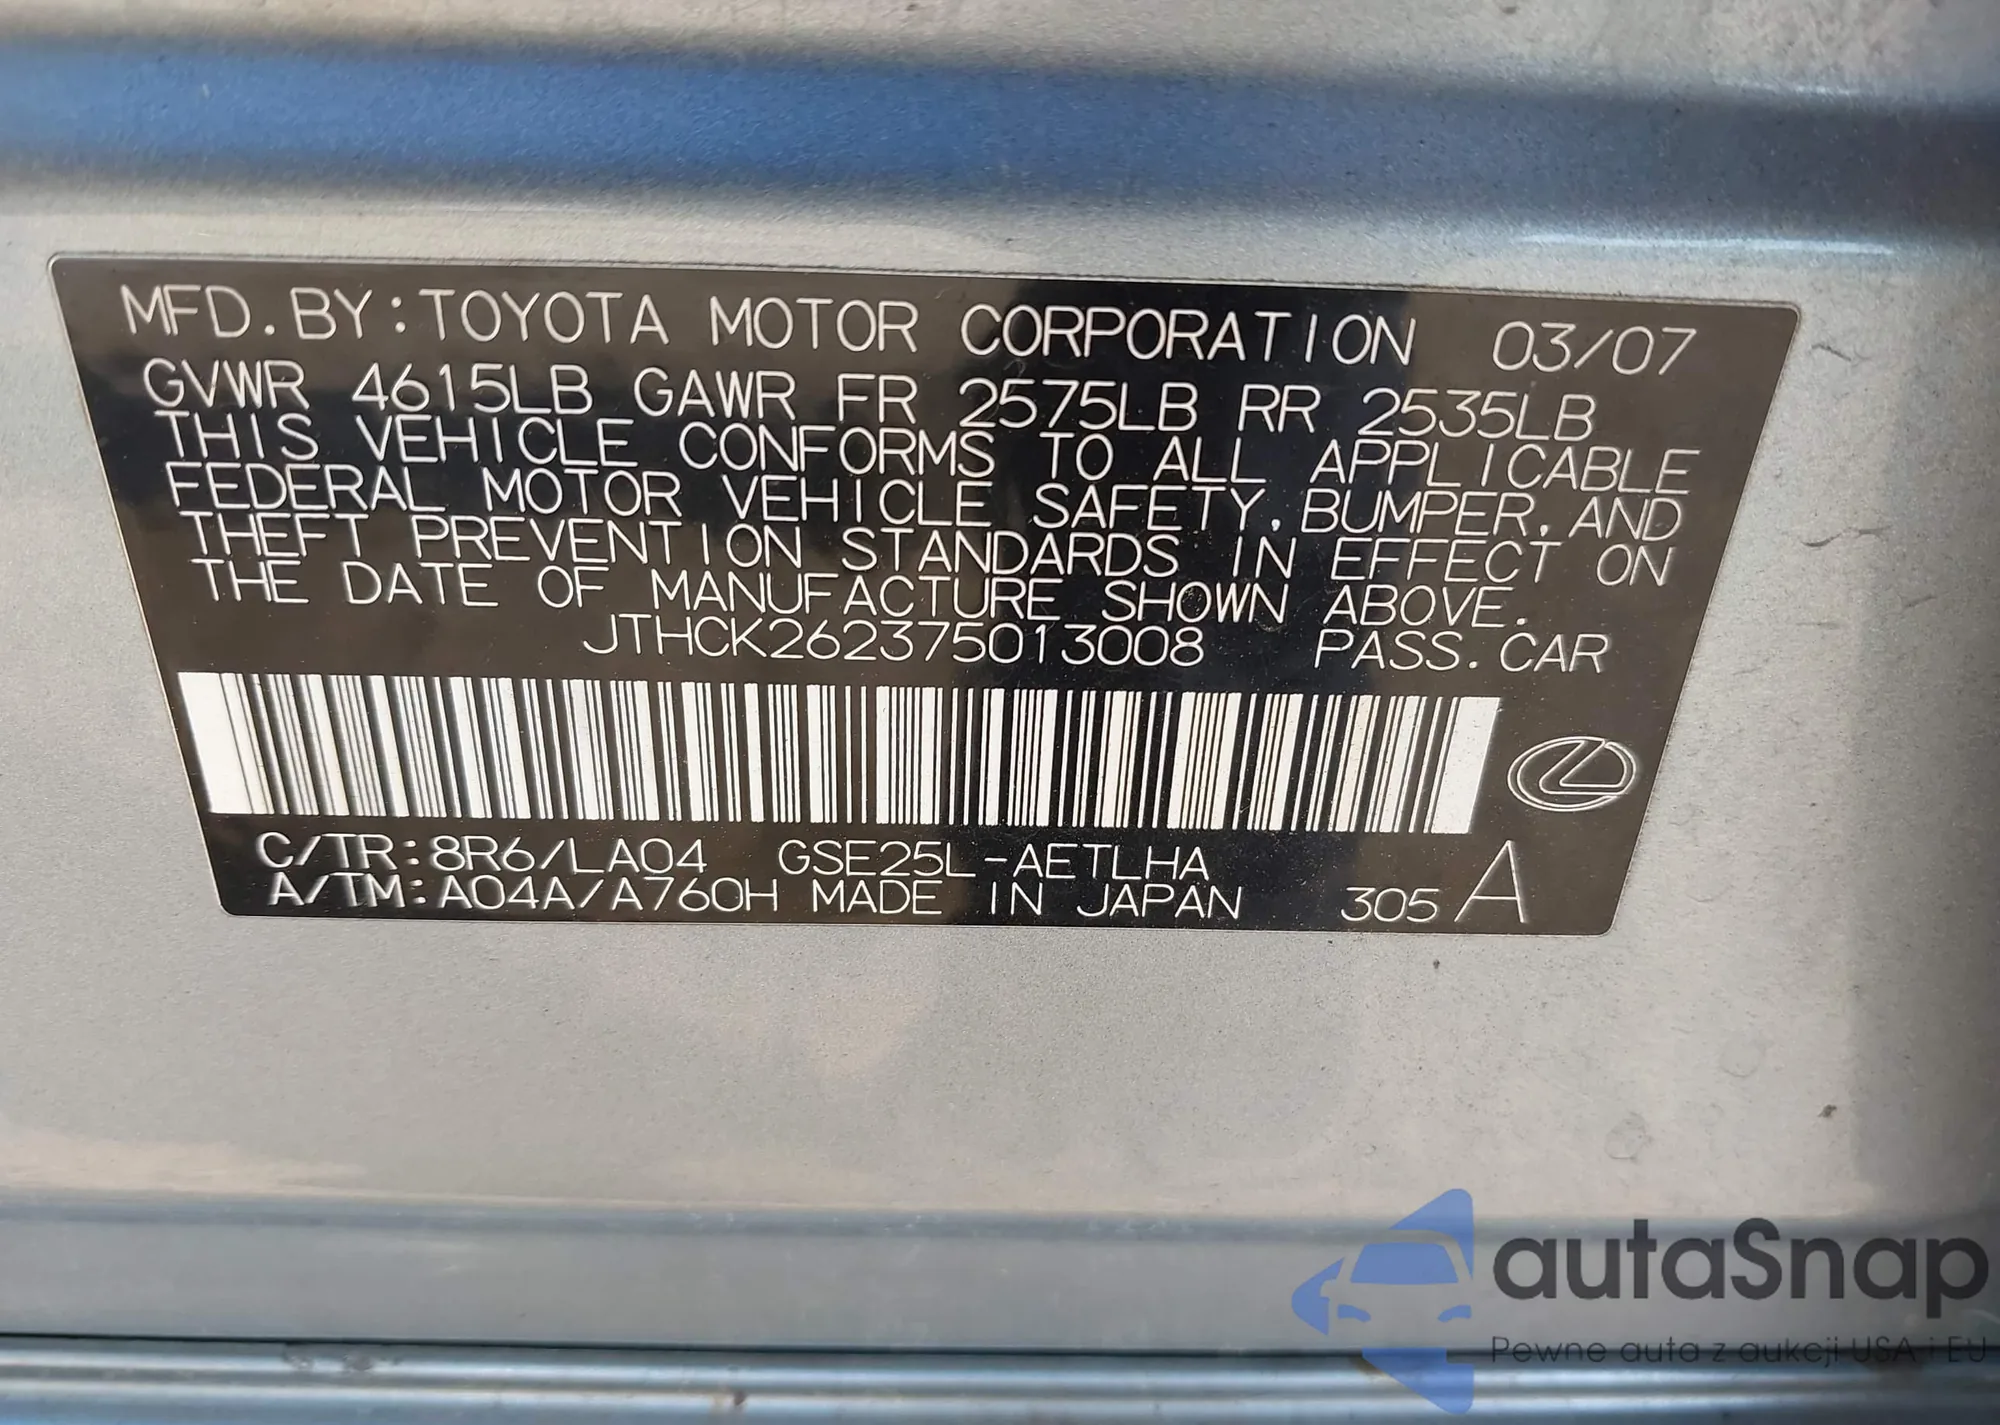 MFD. BY: TOYOTA MOTOR CORPORATION 03/07
GVWR 4615LB GAWR FR 2575LB RR 2535LB
THIS VEHICLE CONFORMS TO ALL APPLICABLE
FEDERAL MOTOR VEHICLE SAFETY, BUMPER, AND
THEFT PREVENTION STANDARDS IN EFFECT ON
THE DATE OF MANUFACTURE SHOWN ABOVE.
JTHCK262375013008 PASS. CAR
C/TR: 8R6/LA04 GSE25L-AETLHA
A/TM: A04A/A760H MADE IN JAPAN 305 A
autaSnap
Pewne auta z aukcji USA i EU